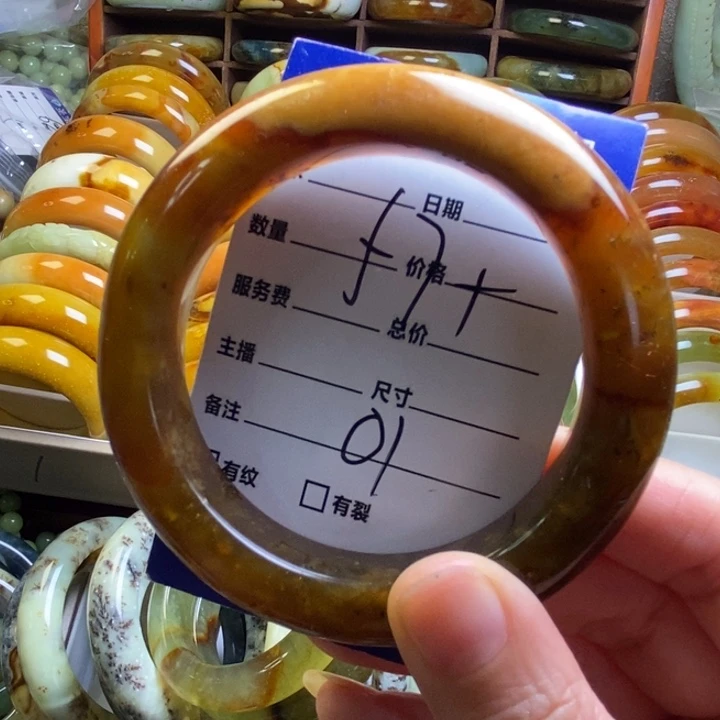 日期
数量 价格
服务费 总价
主播 尺寸
备注
01
有纹 □有裂